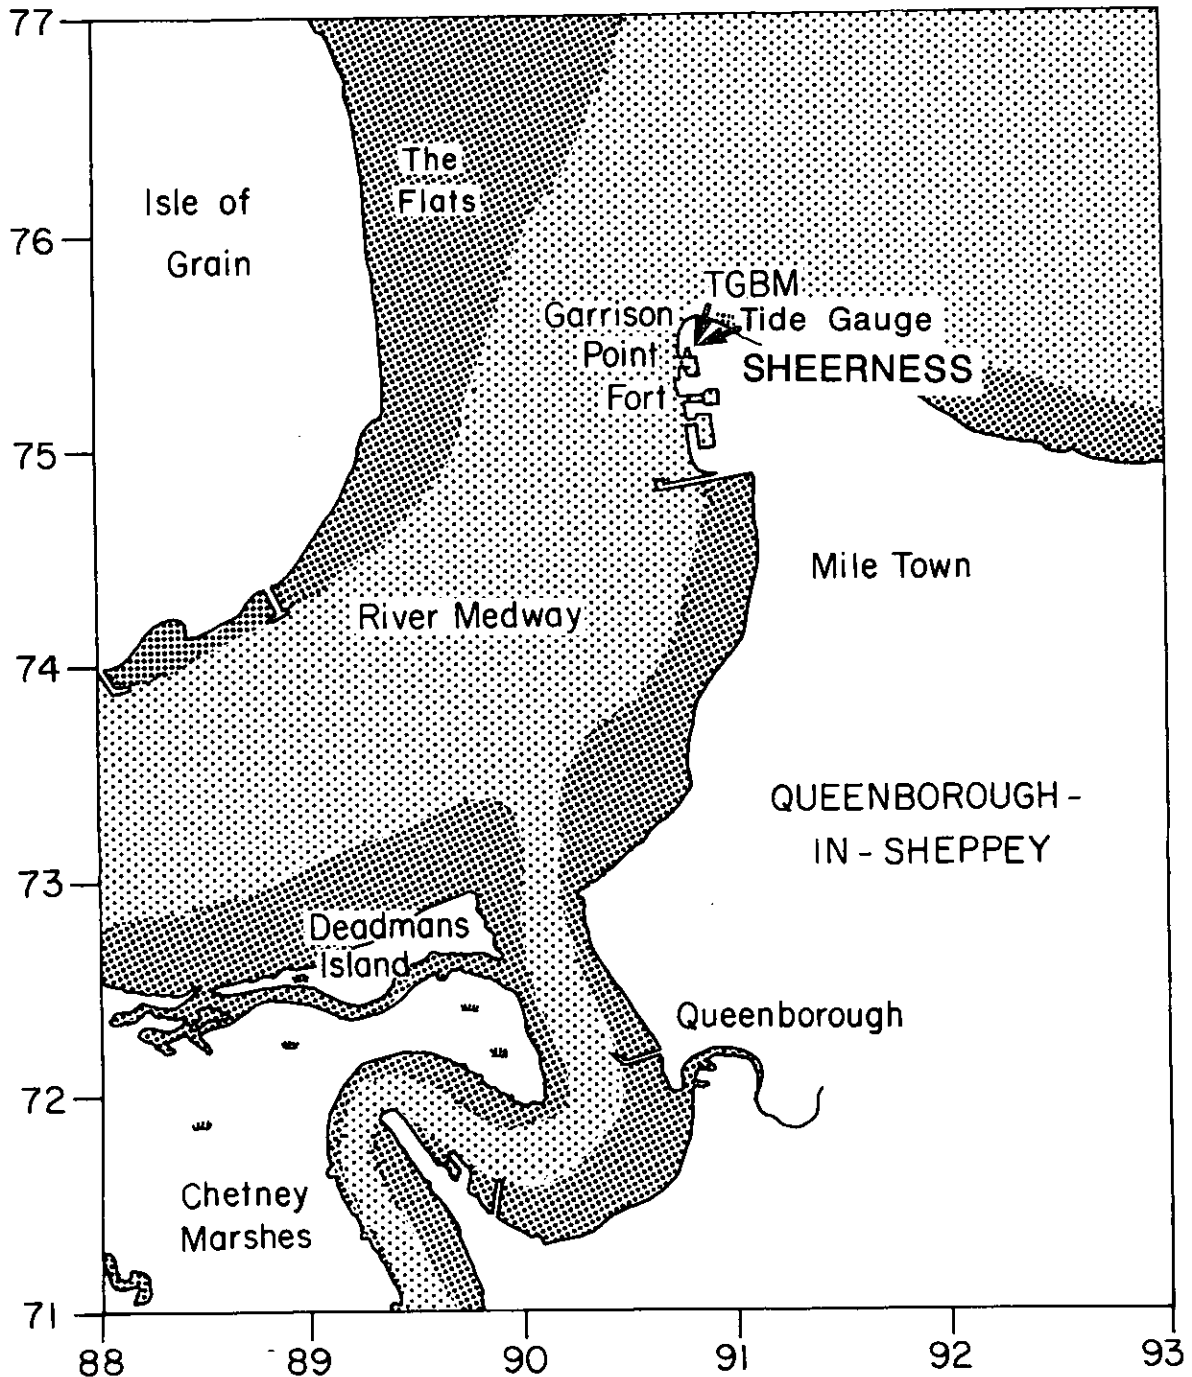 77
The
Flats
Isle of
Grain
76
TGBM
Garrison
Tide Gauge
Point
SHEERNESS
Fort
75
Mile Town
River Medway
74
QUEENBOROUGH-
IN-SHEPPEY
73
Deadmans
Island
Queenborough
72
Chetney
Marshes
71
88 89 90 91 92 93